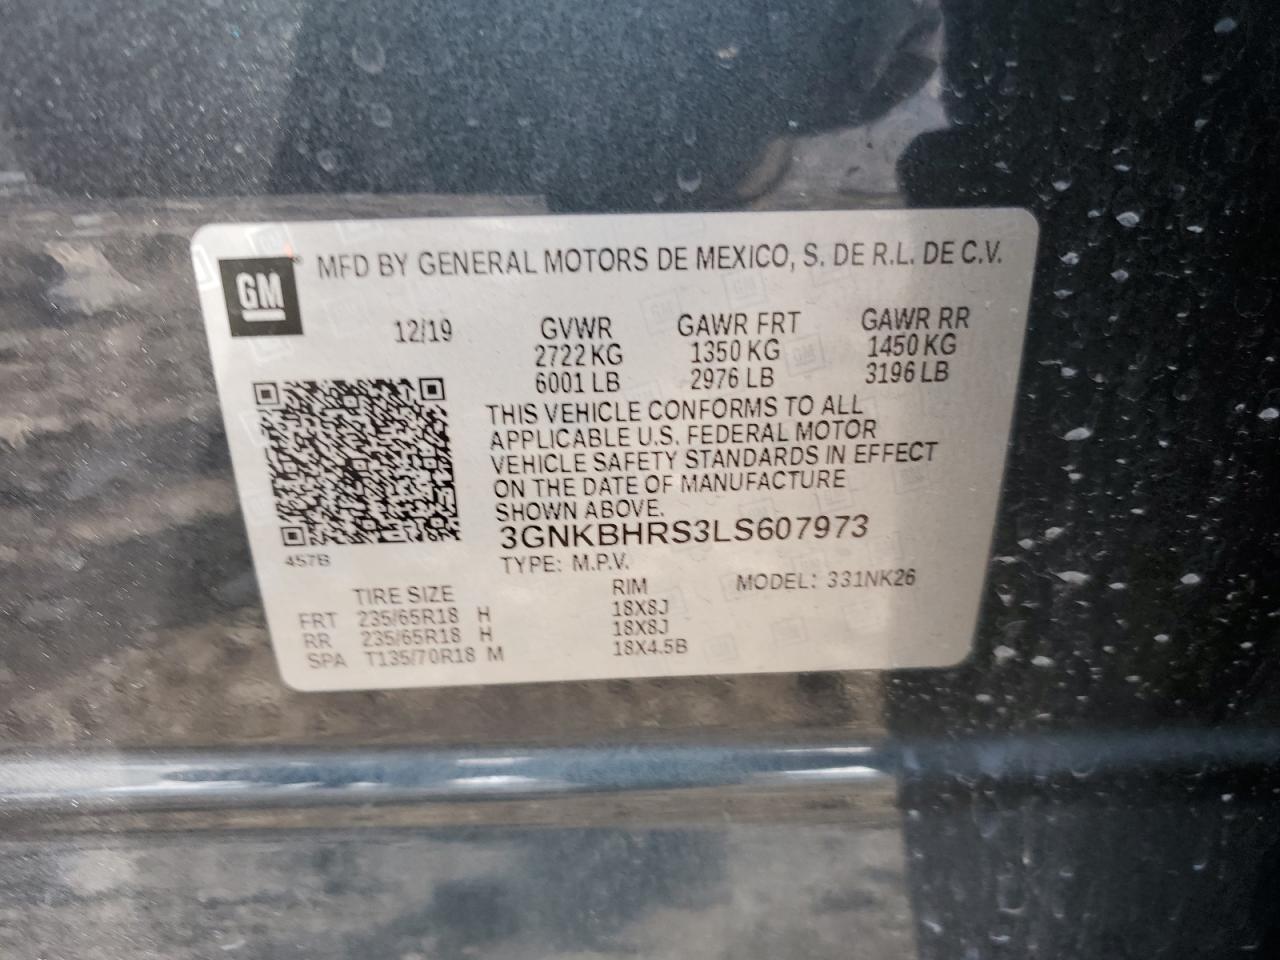 GM
MFD BY GENERAL MOTORS DE MEXICO, S. DE R.L. DE C.V.
12/19 GVWR GAWR FRT GAWR RR
2722 KG 1350 KG 1450 KG
6001 LB 2976 LB 3196 LB
THIS VEHICLE CONFORMS TO ALL
APPLICABLE U.S. FEDERAL MOTOR
VEHICLE SAFETY STANDARDS IN EFFECT
ON THE DATE OF MANUFACTURE
SHOWN ABOVE.
3GNKBHRS3LS607973
457B
TYPE: M.P.V. MODEL: 331NK26
TIRE SIZE RIM
FRT 235/65R18 H 18X8J
RR 235/65R18 H 18X8J
SPA T135/70R18 M 18X4.5B